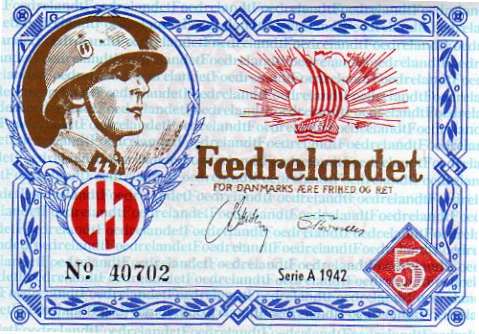 Fædrelandet
FOR DANMARKS ÆRE FRIHED OG RET
Nº 40702
Serie A 1942
5